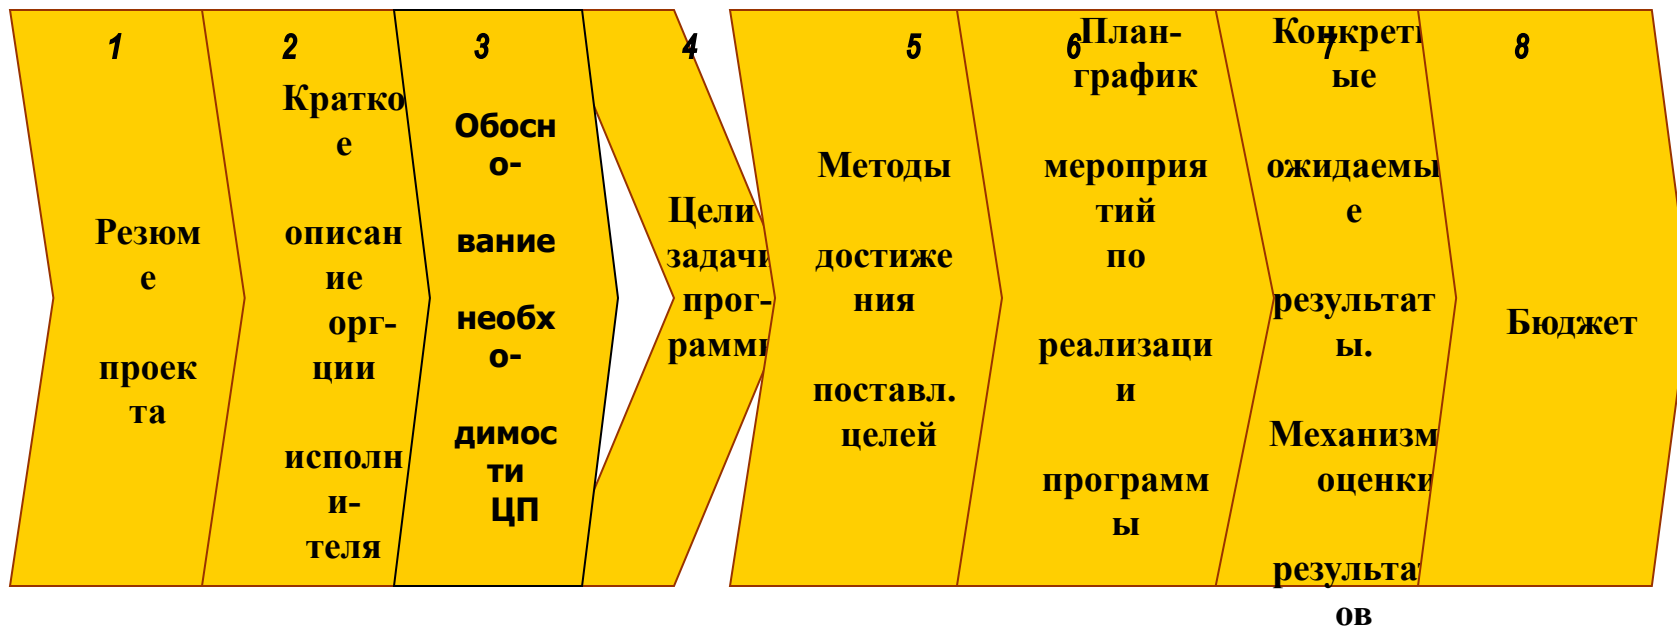 1
Резюм
е
проек
та
2
Кратко
е
описан
ие
орг-
ции
исполн
и-
теля
3
Обосн
о-
вание
необх
о-
димос
ти
ЦП
4
Цели
задачи
прог-
раммы
5
Методы
достиже
ния
поставл.
целей
6
План-
график
мероприя
тий
по
реализаци
и
программ
ы
7
Конкретн
ые
ожидаемы
е
результат
ы.
Механизм
оценки
результат
ов
8
Бюджет